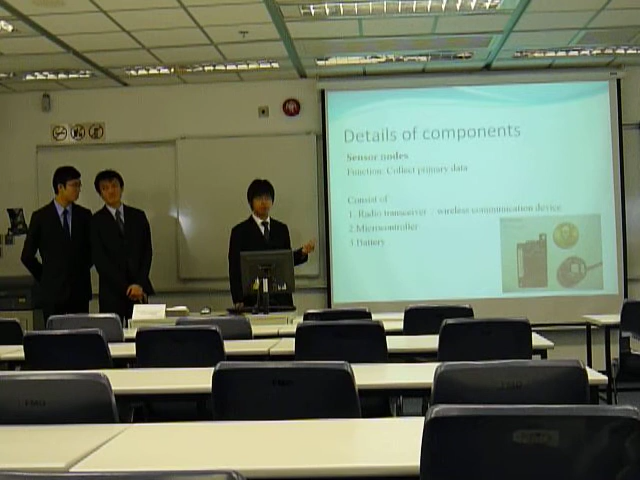 Details of components
Sensor nodes
Function: Collect primary data
Consist of
1. Radio transceiver wireless communication device
2 Microcontroller
3 Battery